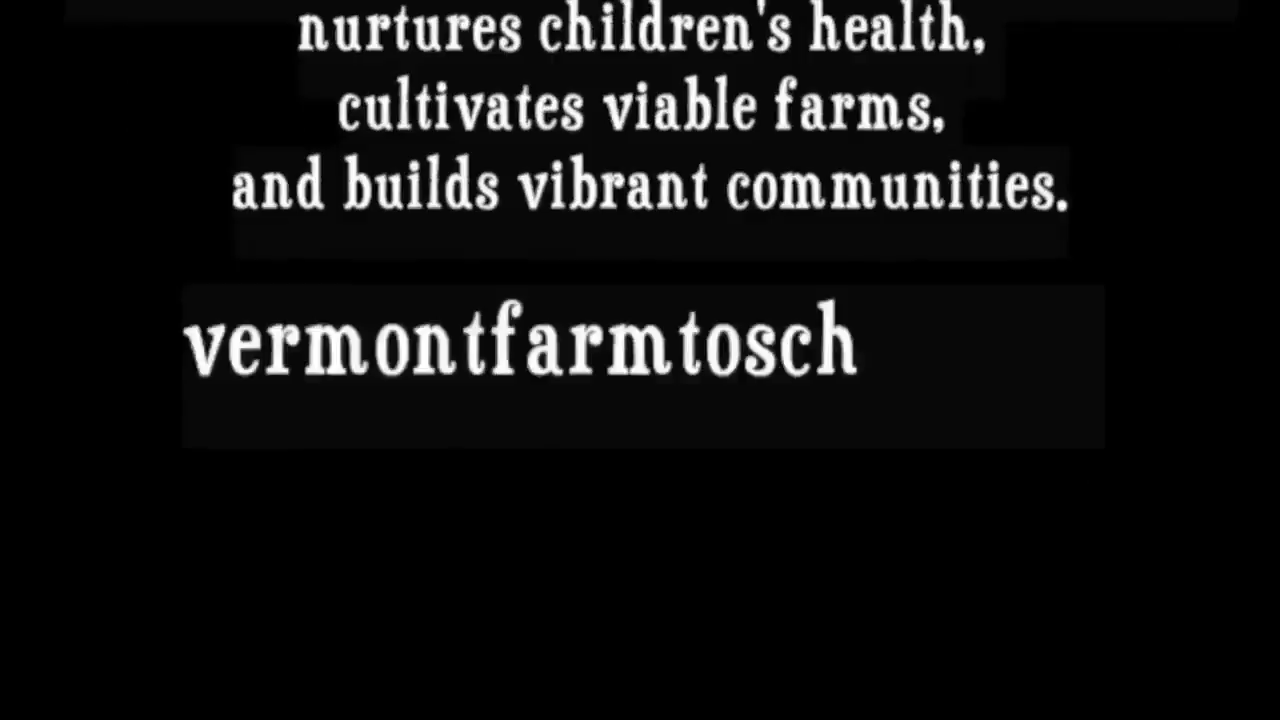 nurtures children's health,
cultivates viable farms,
and builds vibrant communities.
vermontfarmtosch